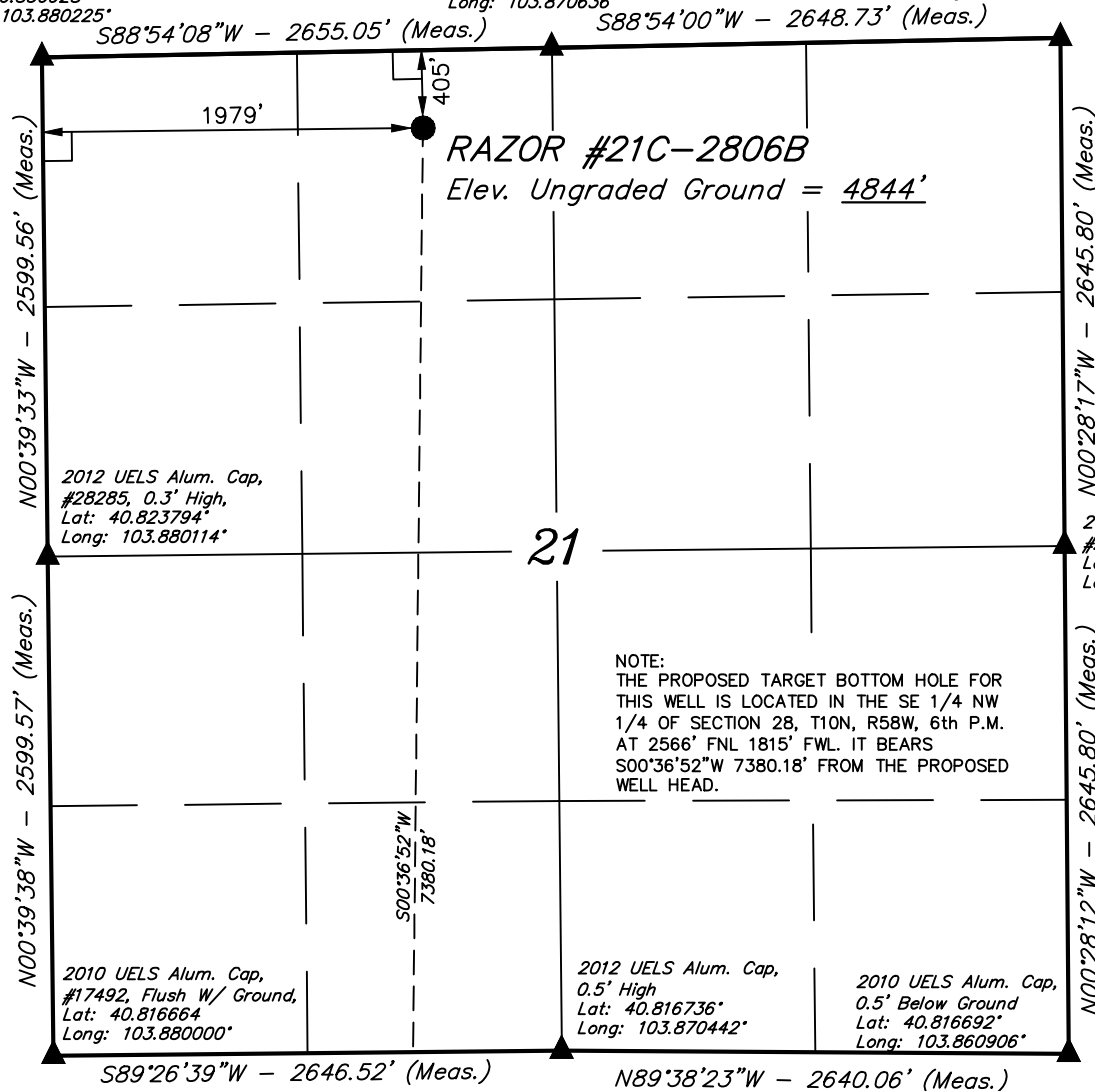 103.880225°
Long: 103.870636
S88°54'08"W - 2655.05' (Meas.)
S88°54'00"W - 2648.73' (Meas.)
405'
1979'
RAZOR #21C-2806B
Elev. Ungraded Ground = 4844'
N00°39'33"W - 2599.56' (Meas.)
N00°28'17"W - 2645.80' (Meas.)
2012 UELS Alum. Cap,
#28285, 0.3' High,
Lat: 40.823794°
Long: 103.880114°
21
N00°39'38"W - 2599.57' (Meas.)
N00°28'12"W - 2645.80' (Meas.)
NOTE:
THE PROPOSED TARGET BOTTOM HOLE FOR
THIS WELL IS LOCATED IN THE SE 1/4 NW
1/4 OF SECTION 28, T10N, R58W, 6th P.M.
AT 2566' FNL 1815' FWL. IT BEARS
S00°36'52"W 7380.18' FROM THE PROPOSED
WELL HEAD.
S00°36'52"W
7380.18'
2010 UELS Alum. Cap,
#17492, Flush W/ Ground,
Lat: 40.816664
Long: 103.880000°
2012 UELS Alum. Cap,
0.5' High
Lat: 40.816736°
Long: 103.870442°
2010 UELS Alum. Cap,
0.5' Below Ground
Lat: 40.816692°
Long: 103.860906°
S89°26'39"W - 2646.52' (Meas.)
N89°38'23"W - 2640.06' (Meas.)